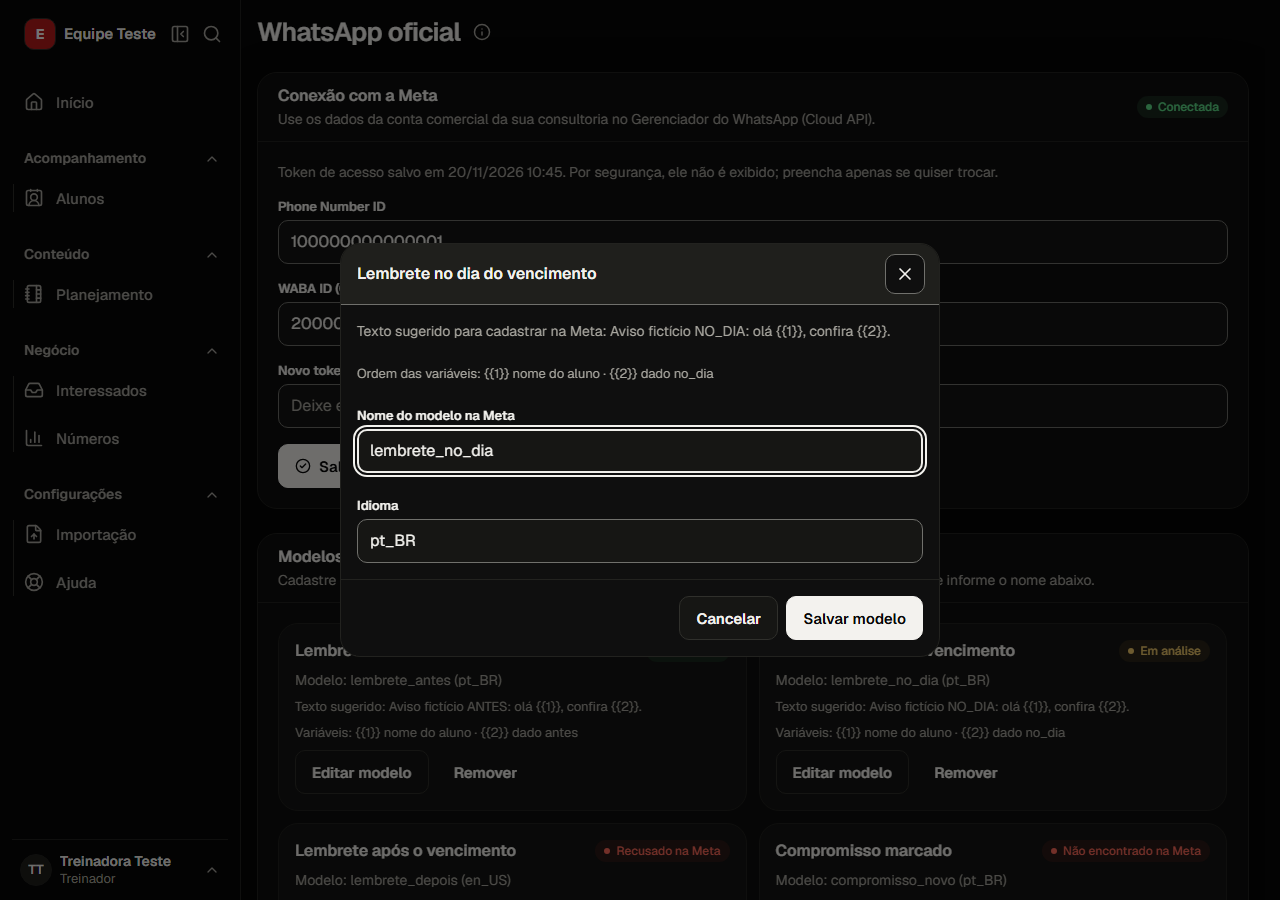 E Equipe Teste
Início
Acompanhamento
Alunos
Conteúdo
Planejamento
Negócio
Interessados
Números
Configurações
Importação
Ajuda
TT Treinadora Teste
Treinador
WhatsApp oficial
Conexão com a Meta
Use os dados da conta comercial da sua consultoria no Gerenciador do WhatsApp (Cloud API).
Conectada
Token de acesso salvo em 20/11/2026 10:45. Por segurança, ele não é exibido; preencha apenas se quiser trocar.
Phone Number ID
100000000000001
WABA ID
Novo
Deixe
Lembrete no dia do vencimento
Texto sugerido para cadastrar na Meta: Aviso fictício NO_DIA: olá {{1}}, confira {{2}}.
Ordem das variáveis: {{1}} nome do aluno · {{2}} dado no_dia
Nome do modelo na Meta
lembrete_no_dia
Idioma
pt_BR
Cancelar
Salvar modelo
Modelos
Cadastre
e informe o nome abaixo.
Modelo: lembrete_antes (pt_BR)
Texto sugerido: Aviso fictício ANTES: olá {{1}}, confira {{2}}.
Variáveis: {{1}} nome do aluno · {{2}} dado antes
Editar modelo
Remover
vencimento
Em análise
Modelo: lembrete_no_dia (pt_BR)
Texto sugerido: Aviso fictício NO_DIA: olá {{1}}, confira {{2}}.
Variáveis: {{1}} nome do aluno · {{2}} dado no_dia
Editar modelo
Remover
Lembrete após o vencimento
Recusado na Meta
Modelo: lembrete_depois (en_US)
Compromisso marcado
Não encontrado na Meta
Modelo: compromisso_novo (pt_BR)